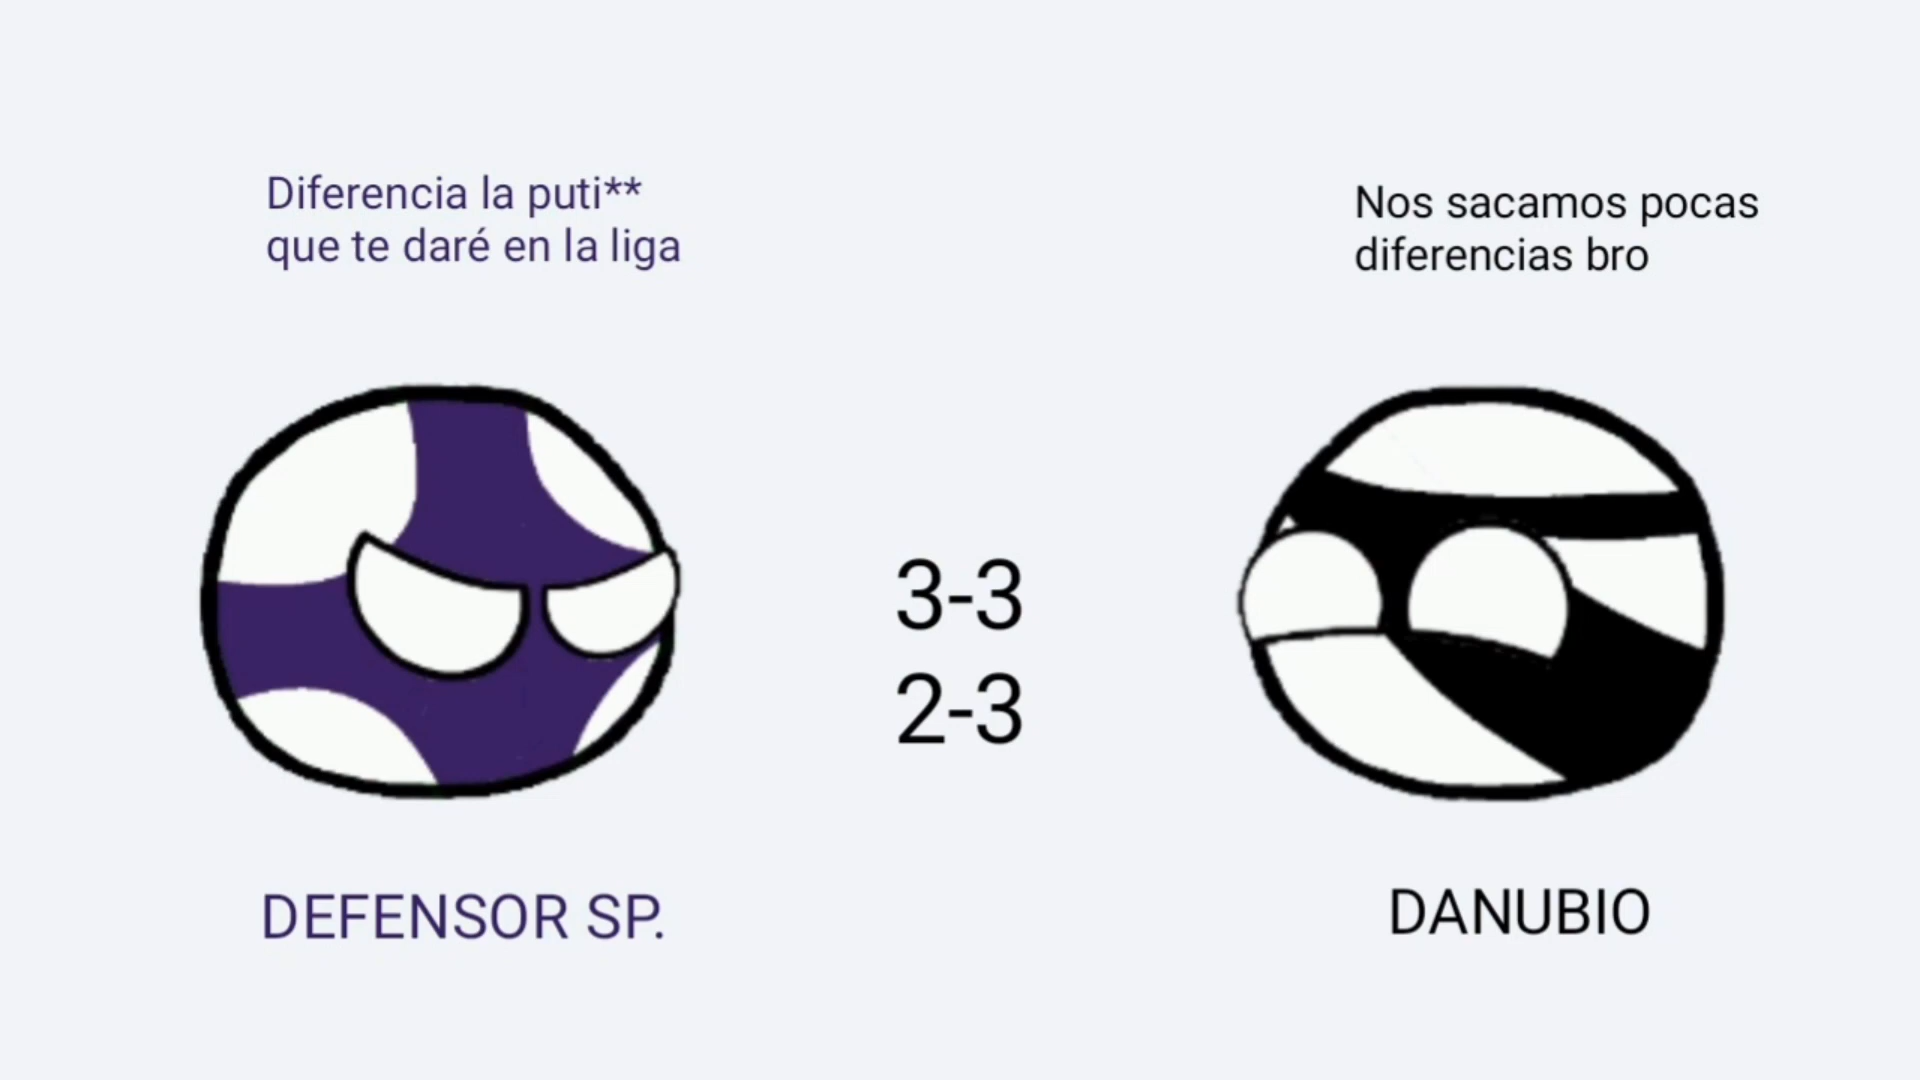 Diferencia la puti**
que te daré en la liga
Nos sacamos pocas
diferencias bro
3-3
2-3
DEFENSOR SP.
DANUBIO